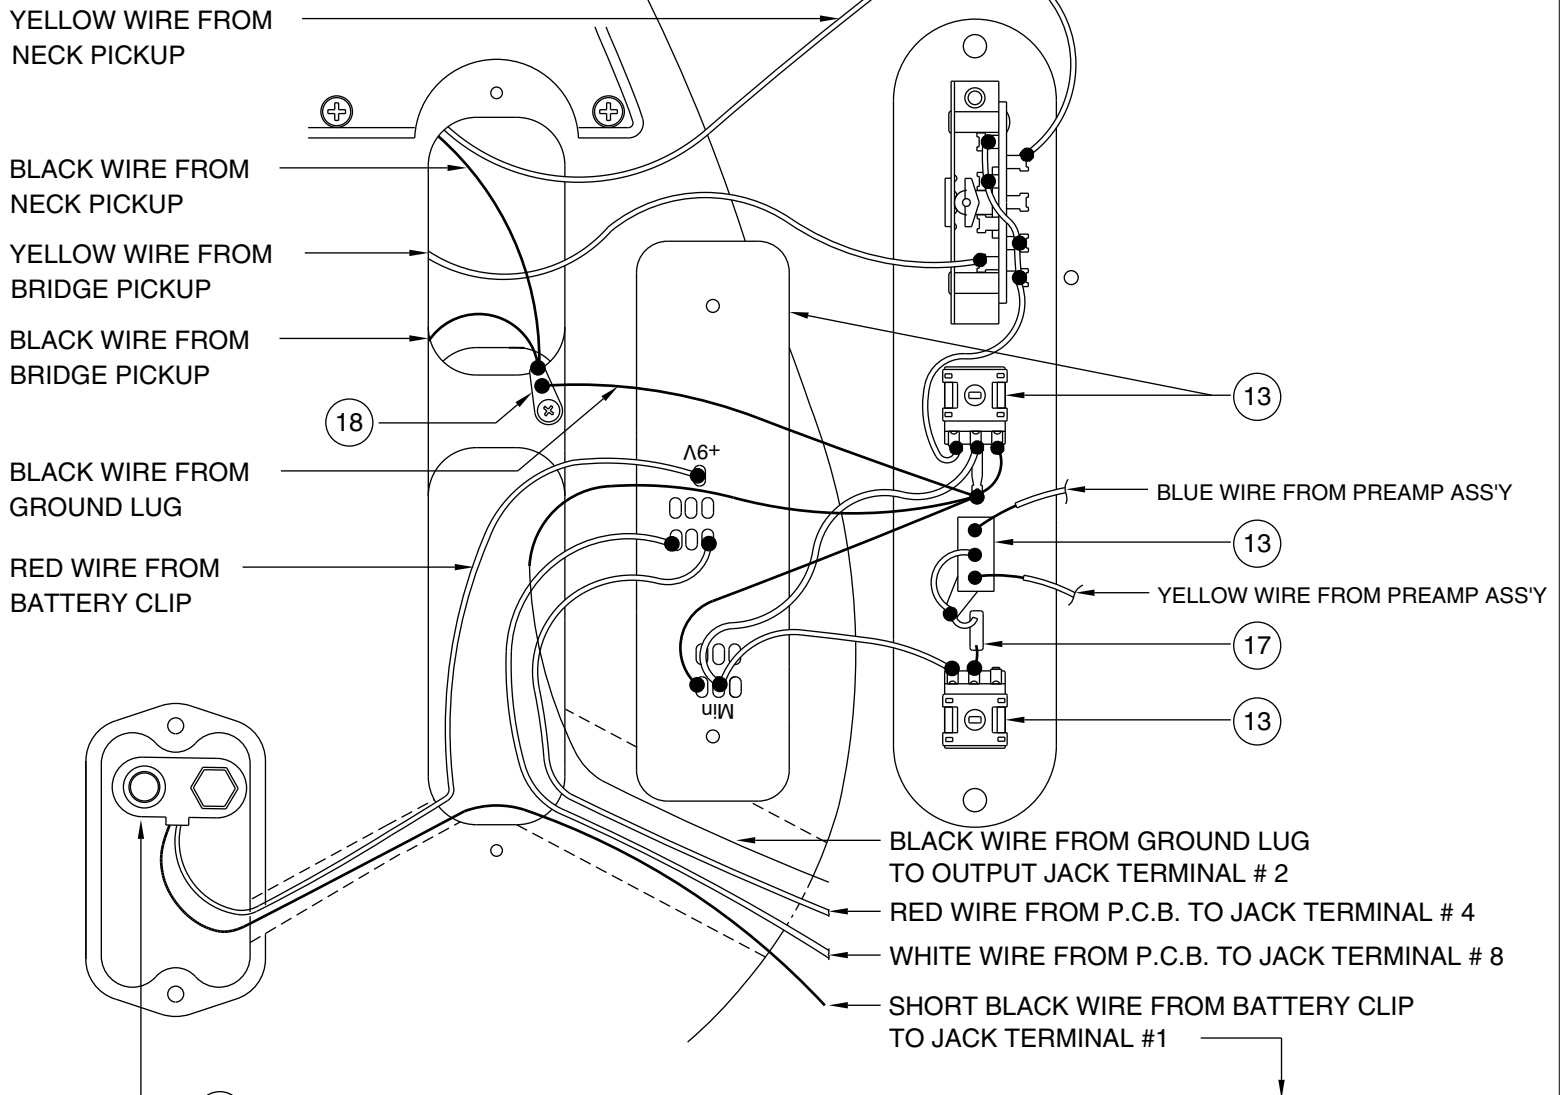 YELLOW WIRE FROM
NECK PICKUP
BLACK WIRE FROM
NECK PICKUP
YELLOW WIRE FROM
BRIDGE PICKUP
BLACK WIRE FROM
BRIDGE PICKUP
18
BLACK WIRE FROM
GROUND LUG
RED WIRE FROM
BATTERY CLIP
+9V
Min
13
BLUE WIRE FROM PREAMP ASS'Y
13
YELLOW WIRE FROM PREAMP ASS'Y
17
13
BLACK WIRE FROM GROUND LUG
TO OUTPUT JACK TERMINAL # 2
RED WIRE FROM P.C.B. TO JACK TERMINAL # 4
WHITE WIRE FROM P.C.B. TO JACK TERMINAL # 8
SHORT BLACK WIRE FROM BATTERY CLIP
TO JACK TERMINAL #1